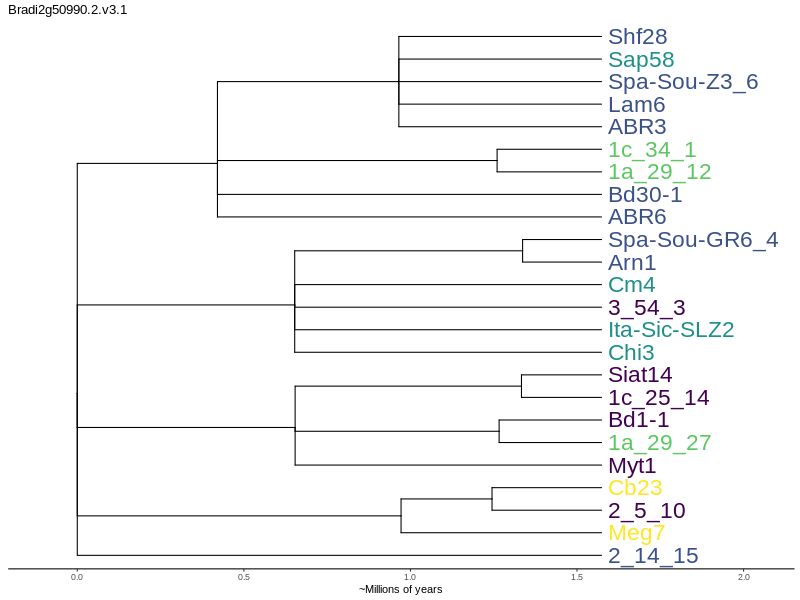 Bradi2g50990.2.v3.1
Shf28
Sap58
Spa-Sou-Z3_6
Lam6
ABR3
1c_34_1
1a_29_12
Bd30-1
ABR6
Spa-Sou-GR6_4
Arn1
Cm4
3_54_3
Ita-Sic-SLZ2
Chi3
Siat14
1c_25_14
Bd1-1
1a_29_27
Myt1
Cb23
2_5_10
Meg7
2_14_15
0.0 0.5 1.0 1.5 2.0
~Millions of years